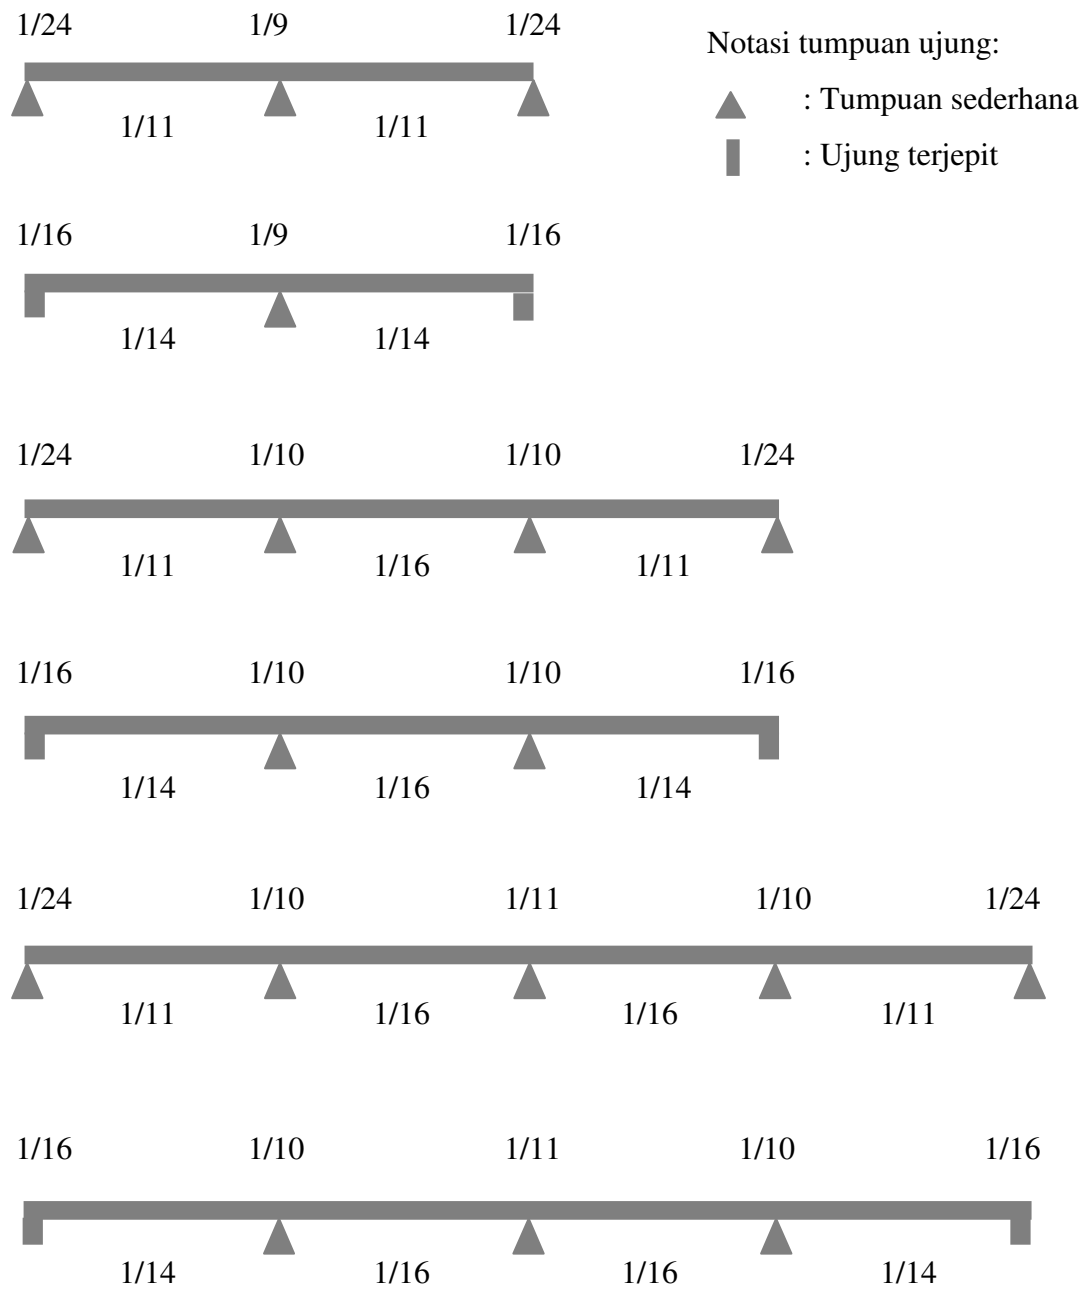 1/24 1/9 1/24
Notasi tumpuan ujung:
: Tumpuan sederhana
1/11 1/11
: Ujung terjepit
1/16 1/9 1/16
1/14 1/14
1/24 1/10 1/10 1/24
1/11 1/16 1/11
1/16 1/10 1/10 1/16
1/14 1/16 1/14
1/24 1/10 1/11 1/10 1/24
1/11 1/16 1/16 1/11
1/16 1/10 1/11 1/10 1/16
1/14 1/16 1/16 1/14